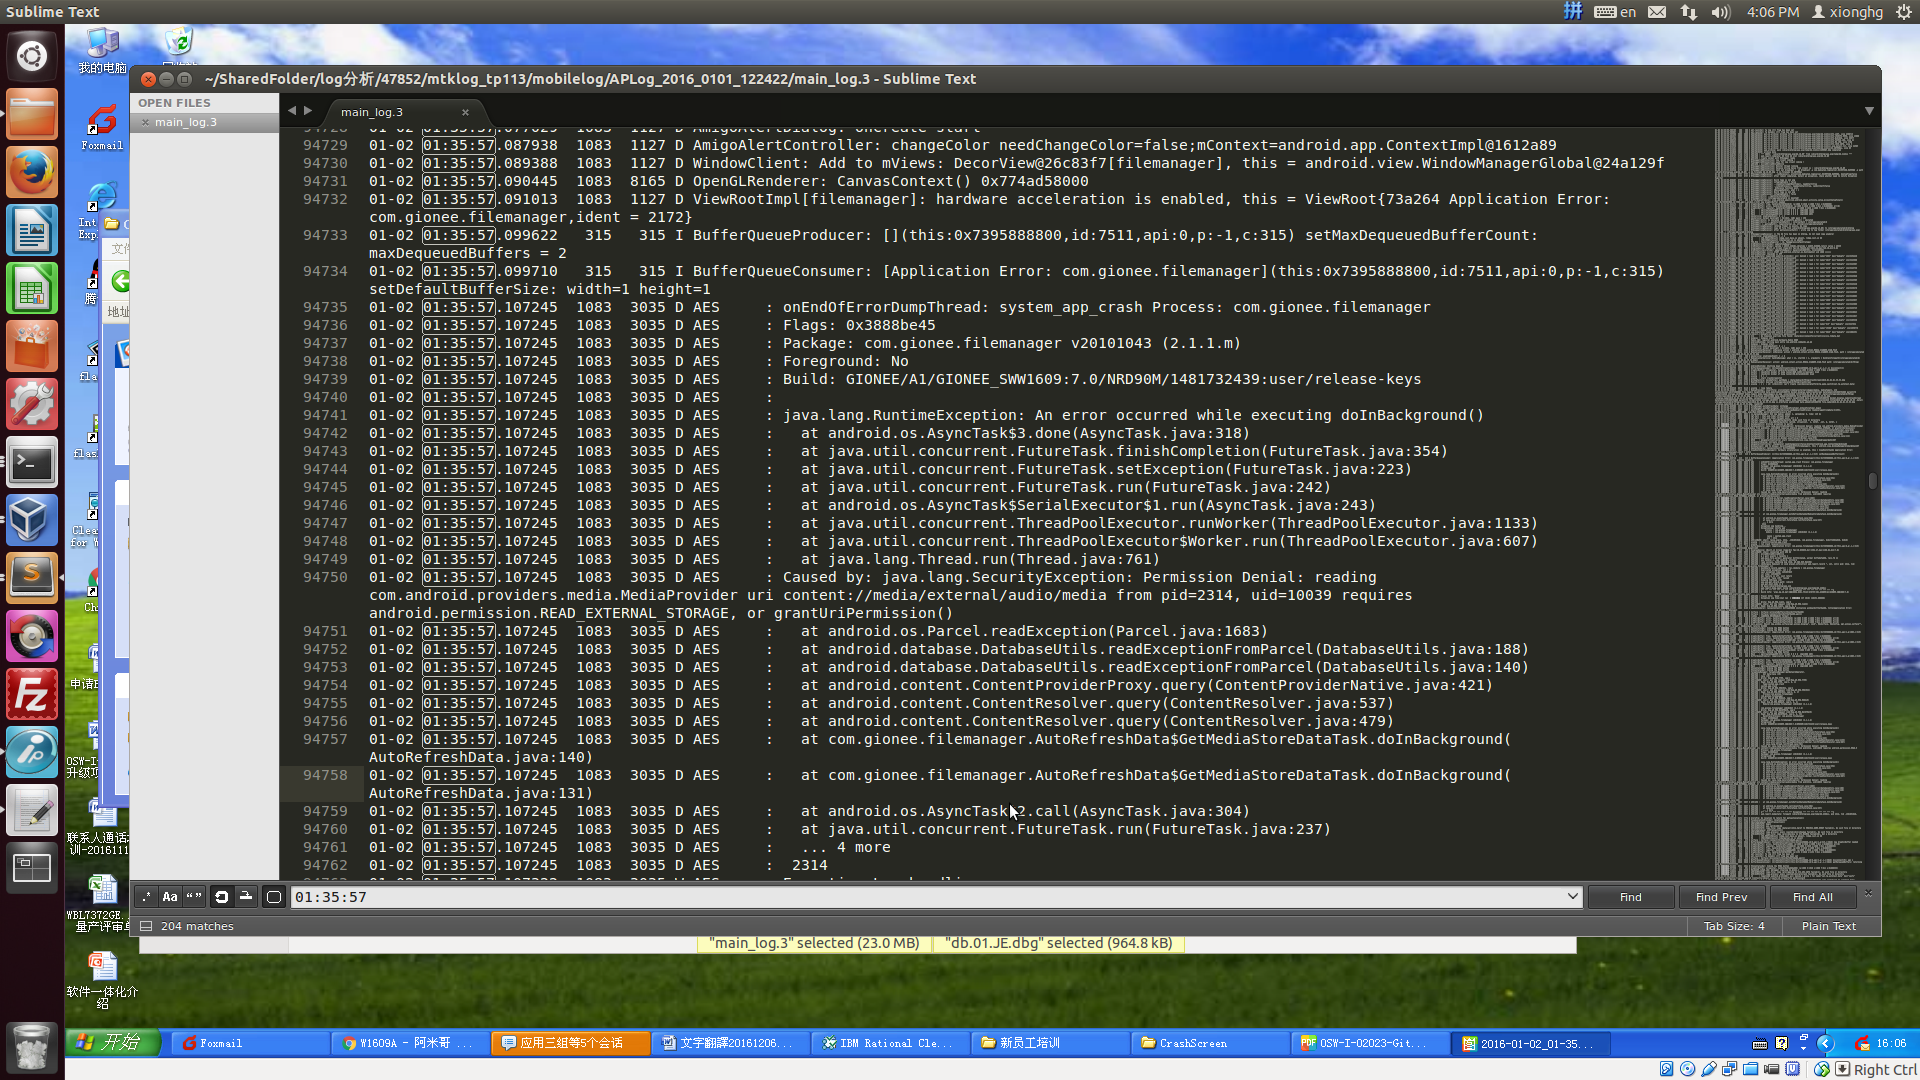 Sublime Text
en
4:06 PM
xionghg
我的电脑
Foxmail
~/SharedFolder/log分析/47852/mtklog_tp113/mobilelog/APLog_2016_0101_122422/main_log.3 - Sublime Text
OPEN FILES
main_log.3
main_log.3
94729 01-02 01:35:57.087938 1083 1127 D AmigoAlertController: changeColor needChangeColor=false;mContext=android.app.ContextImpl@1612a89
94730 01-02 01:35:57.089388 1083 1127 D WindowClient: Add to mViews: DecorView@26c83f7[filemanager], this = android.view.WindowManagerGlobal@24a129f
94731 01-02 01:35:57.090445 1083 8165 D OpenGLRenderer: CanvasContext() 0x774ad58000
94732 01-02 01:35:57.091013 1083 1127 D ViewRootImpl[filemanager]: hardware acceleration is enabled, this = ViewRoot{73a264 Application Error:
com.gionee.filemanager,ident = 2172}
94733 01-02 01:35:57.099622 315 315 I BufferQueueProducer: [](this:0x7395888800,id:7511,api:0,p:-1,c:315) setMaxDequeuedBufferCount:
maxDequeuedBuffers = 2
94734 01-02 01:35:57.099710 315 315 I BufferQueueConsumer: [Application Error: com.gionee.filemanager](this:0x7395888800,id:7511,api:0,p:-1,c:315)
setDefaultBufferSize: width=1 height=1
94735 01-02 01:35:57.107245 1083 3035 D AES : onEndOfErrorDumpThread: system_app_crash Process: com.gionee.filemanager
94736 01-02 01:35:57.107245 1083 3035 D AES : Flags: 0x3888be45
94737 01-02 01:35:57.107245 1083 3035 D AES : Package: com.gionee.filemanager v20101043 (2.1.1.m)
94738 01-02 01:35:57.107245 1083 3035 D AES : Foreground: No
94739 01-02 01:35:57.107245 1083 3035 D AES : Build: GIONEE/A1/GIONEE_SWW1609:7.0/NRD90M/1481732439:user/release-keys
94740 01-02 01:35:57.107245 1083 3035 D AES :
94741 01-02 01:35:57.107245 1083 3035 D AES : java.lang.RuntimeException: An error occurred while executing doInBackground()
94742 01-02 01:35:57.107245 1083 3035 D AES : at android.os.AsyncTask$3.done(AsyncTask.java:318)
94743 01-02 01:35:57.107245 1083 3035 D AES : at java.util.concurrent.FutureTask.finishCompletion(FutureTask.java:354)
94744 01-02 01:35:57.107245 1083 3035 D AES : at java.util.concurrent.FutureTask.setException(FutureTask.java:223)
94745 01-02 01:35:57.107245 1083 3035 D AES : at java.util.concurrent.FutureTask.run(FutureTask.java:242)
94746 01-02 01:35:57.107245 1083 3035 D AES : at android.os.AsyncTask$SerialExecutor$1.run(AsyncTask.java:243)
94747 01-02 01:35:57.107245 1083 3035 D AES : at java.util.concurrent.ThreadPoolExecutor.runWorker(ThreadPoolExecutor.java:1133)
94748 01-02 01:35:57.107245 1083 3035 D AES : at java.util.concurrent.ThreadPoolExecutor$Worker.run(ThreadPoolExecutor.java:607)
94749 01-02 01:35:57.107245 1083 3035 D AES : at java.lang.Thread.run(Thread.java:761)
94750 01-02 01:35:57.107245 1083 3035 D AES : Caused by: java.lang.SecurityException: Permission Denial: reading
com.android.providers.media.MediaProvider uri content://media/external/audio/media from pid=2314, uid=10039 requires
android.permission.READ_EXTERNAL_STORAGE, or grantUriPermission()
94751 01-02 01:35:57.107245 1083 3035 D AES : at android.os.Parcel.readException(Parcel.java:1683)
94752 01-02 01:35:57.107245 1083 3035 D AES : at android.database.DatabaseUtils.readExceptionFromParcel(DatabaseUtils.java:188)
94753 01-02 01:35:57.107245 1083 3035 D AES : at android.database.DatabaseUtils.readExceptionFromParcel(DatabaseUtils.java:140)
94754 01-02 01:35:57.107245 1083 3035 D AES : at android.content.ContentProviderProxy.query(ContentProviderNative.java:421)
94755 01-02 01:35:57.107245 1083 3035 D AES : at android.content.ContentResolver.query(ContentResolver.java:537)
94756 01-02 01:35:57.107245 1083 3035 D AES : at android.content.ContentResolver.query(ContentResolver.java:479)
94757 01-02 01:35:57.107245 1083 3035 D AES : at com.gionee.filemanager.AutoRefreshData$GetMediaStoreDataTask.doInBackground(
AutoRefreshData.java:140)
94758 01-02 01:35:57.107245 1083 3035 D AES : at com.gionee.filemanager.AutoRefreshData$GetMediaStoreDataTask.doInBackground(
AutoRefreshData.java:131)
94759 01-02 01:35:57.107245 1083 3035 D AES : at android.os.AsyncTask 2.call(AsyncTask.java:304)
94760 01-02 01:35:57.107245 1083 3035 D AES : at java.util.concurrent.FutureTask.run(FutureTask.java:237)
94761 01-02 01:35:57.107245 1083 3035 D AES : ... 4 more
94762 01-02 01:35:57.107245 1083 3035 D AES : 2314
.* Aa “ ”
01:35:57
Find
Find Prev
Find All
204 matches
Tab Size: 4
Plain Text
"main_log.3" selected (23.0 MB)
"db.01.JE.dbg" selected (964.8 kB)
软件一体化介
绍
开始
Foxmail
W1609A - 阿米哥 ...
应用三组等5个会话
文字翻譯20161206...
IBM Rational Cle...
新员工培训
CrashScreen
OSW-I-02023-Git...
2016-01-02_01-35...
16:06
Right Ctrl